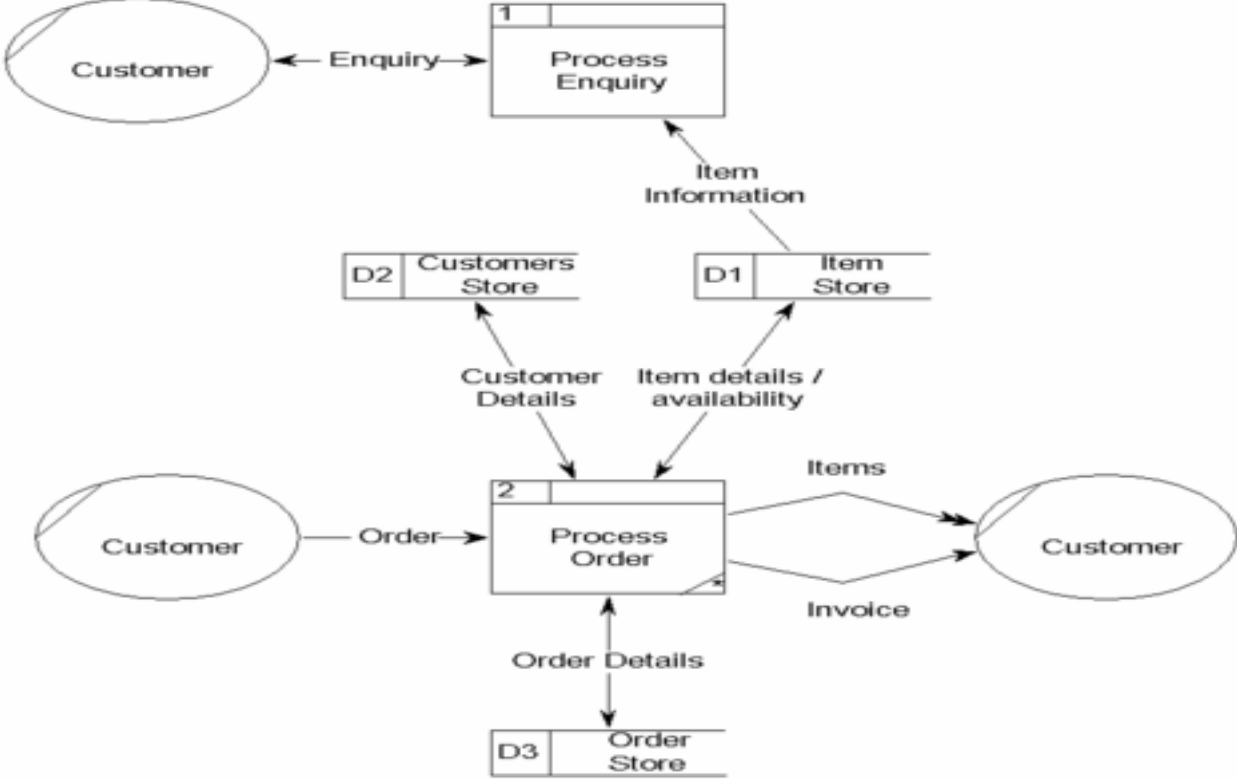 1
Process
Enquiry
Customer
Enquiry
Item
Information
D2
Customers
Store
D1
Item
Store
Customer
Details
Item details /
availability
Items
2
Process
Order
*
Customer
Order
Customer
Invoice
Order Details
D3
Order
Store